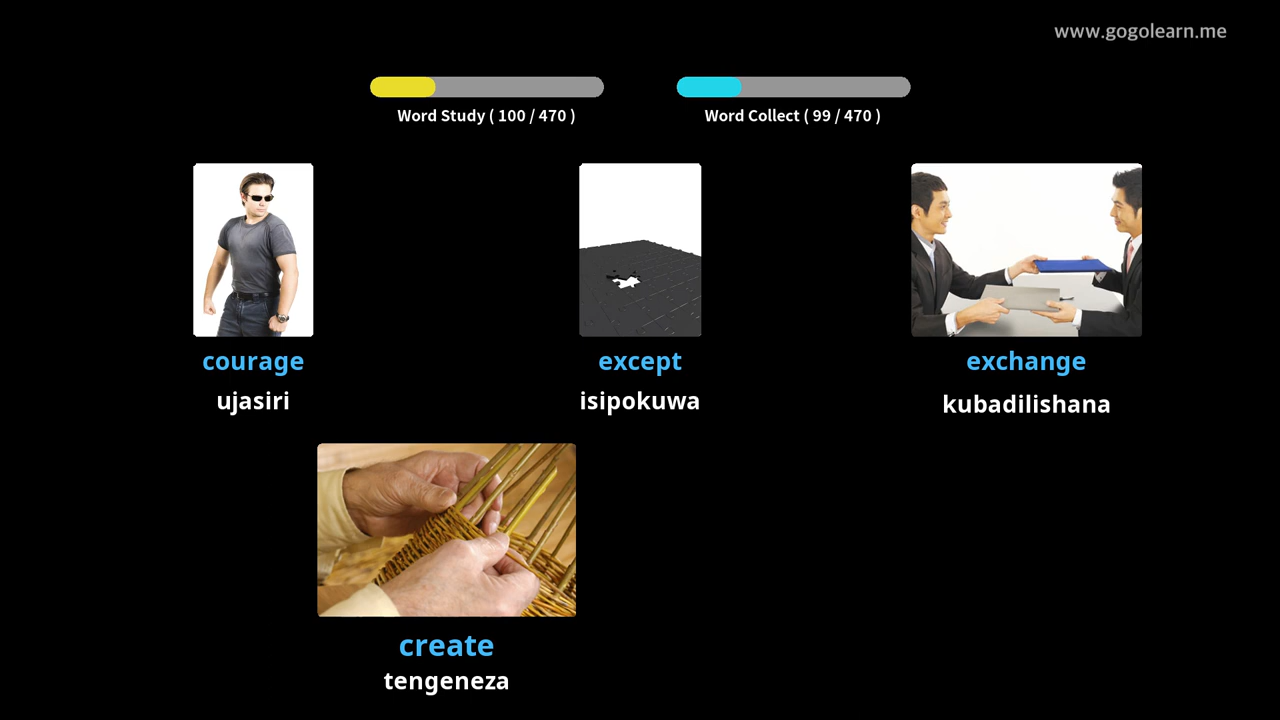 www.gogolearn.me
Word Study ( 100 / 470 )
Word Collect ( 99 / 470 )
courage
ujasiri
except
isipokuwa
exchange
kubadilishana
create
tengeneza